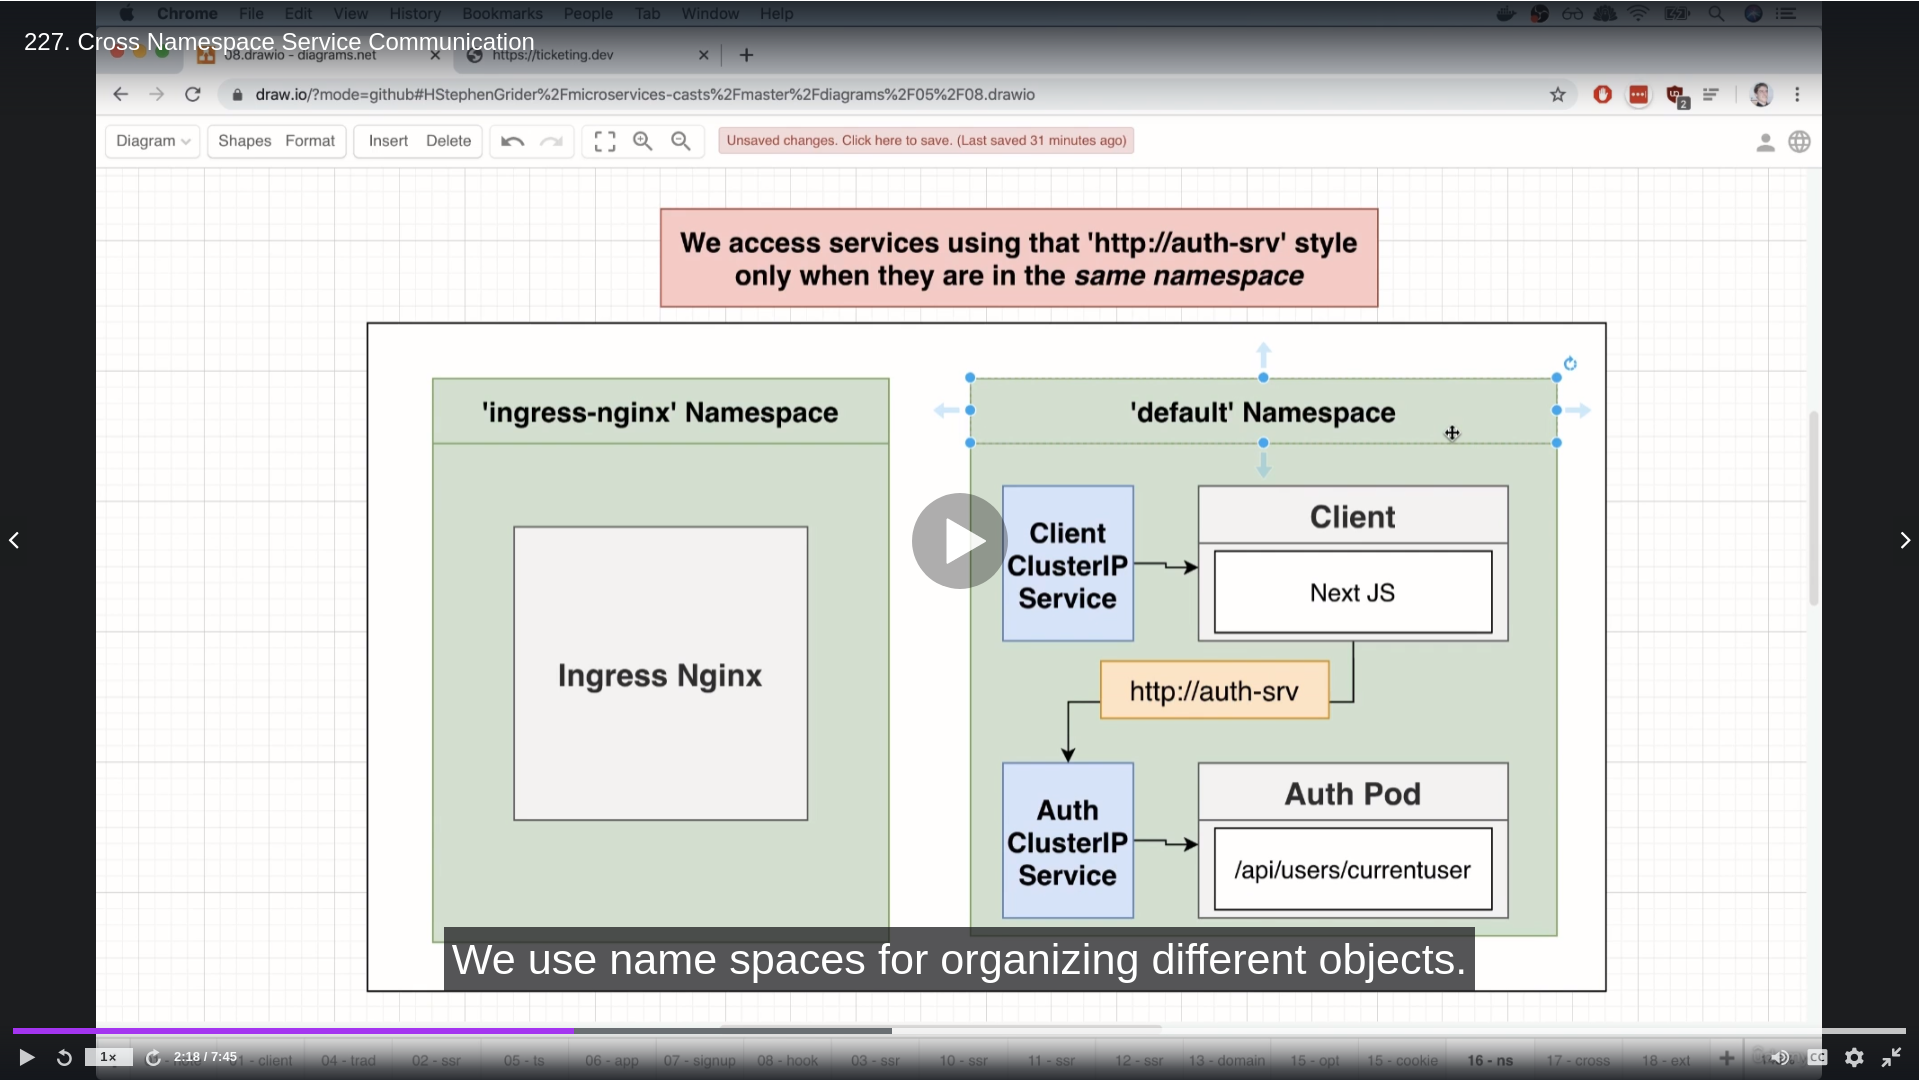 Chrome File Edit View History Bookmarks People Tab Window Help
227. Cross Namespace Service Communication
08.drawio - diagrams.net
https://ticketing.dev
draw.io/?mode=github#HStephenGrider%2Fmicroservices-casts%2Fmaster%2Fdiagrams%2F05%2F08.drawio
2
Diagram Shapes Format Insert Delete
Unsaved changes. Click here to save. (Last saved 31 minutes ago)
We access services using that 'http://auth-srv' style
only when they are in the same namespace
'ingress-nginx' Namespace
Ingress Nginx
'default' Namespace
Client
ClusterIP
Service
Client
Next JS
http://auth-srv
Auth
ClusterIP
Service
Auth Pod
/api/users/currentuser
We use name spaces for organizing different objects.
1x
2:18 / 7:45
- client
04 - trad
02 - ssr
05 - ts
06 - app
07 - signup
08 - hook
03 - ssr
10 - ssr
11 - ssr
12 - ssr
13 - domain
15 - opt
15 - cookie
16 - ns
17 - cross
18 - ext
CC